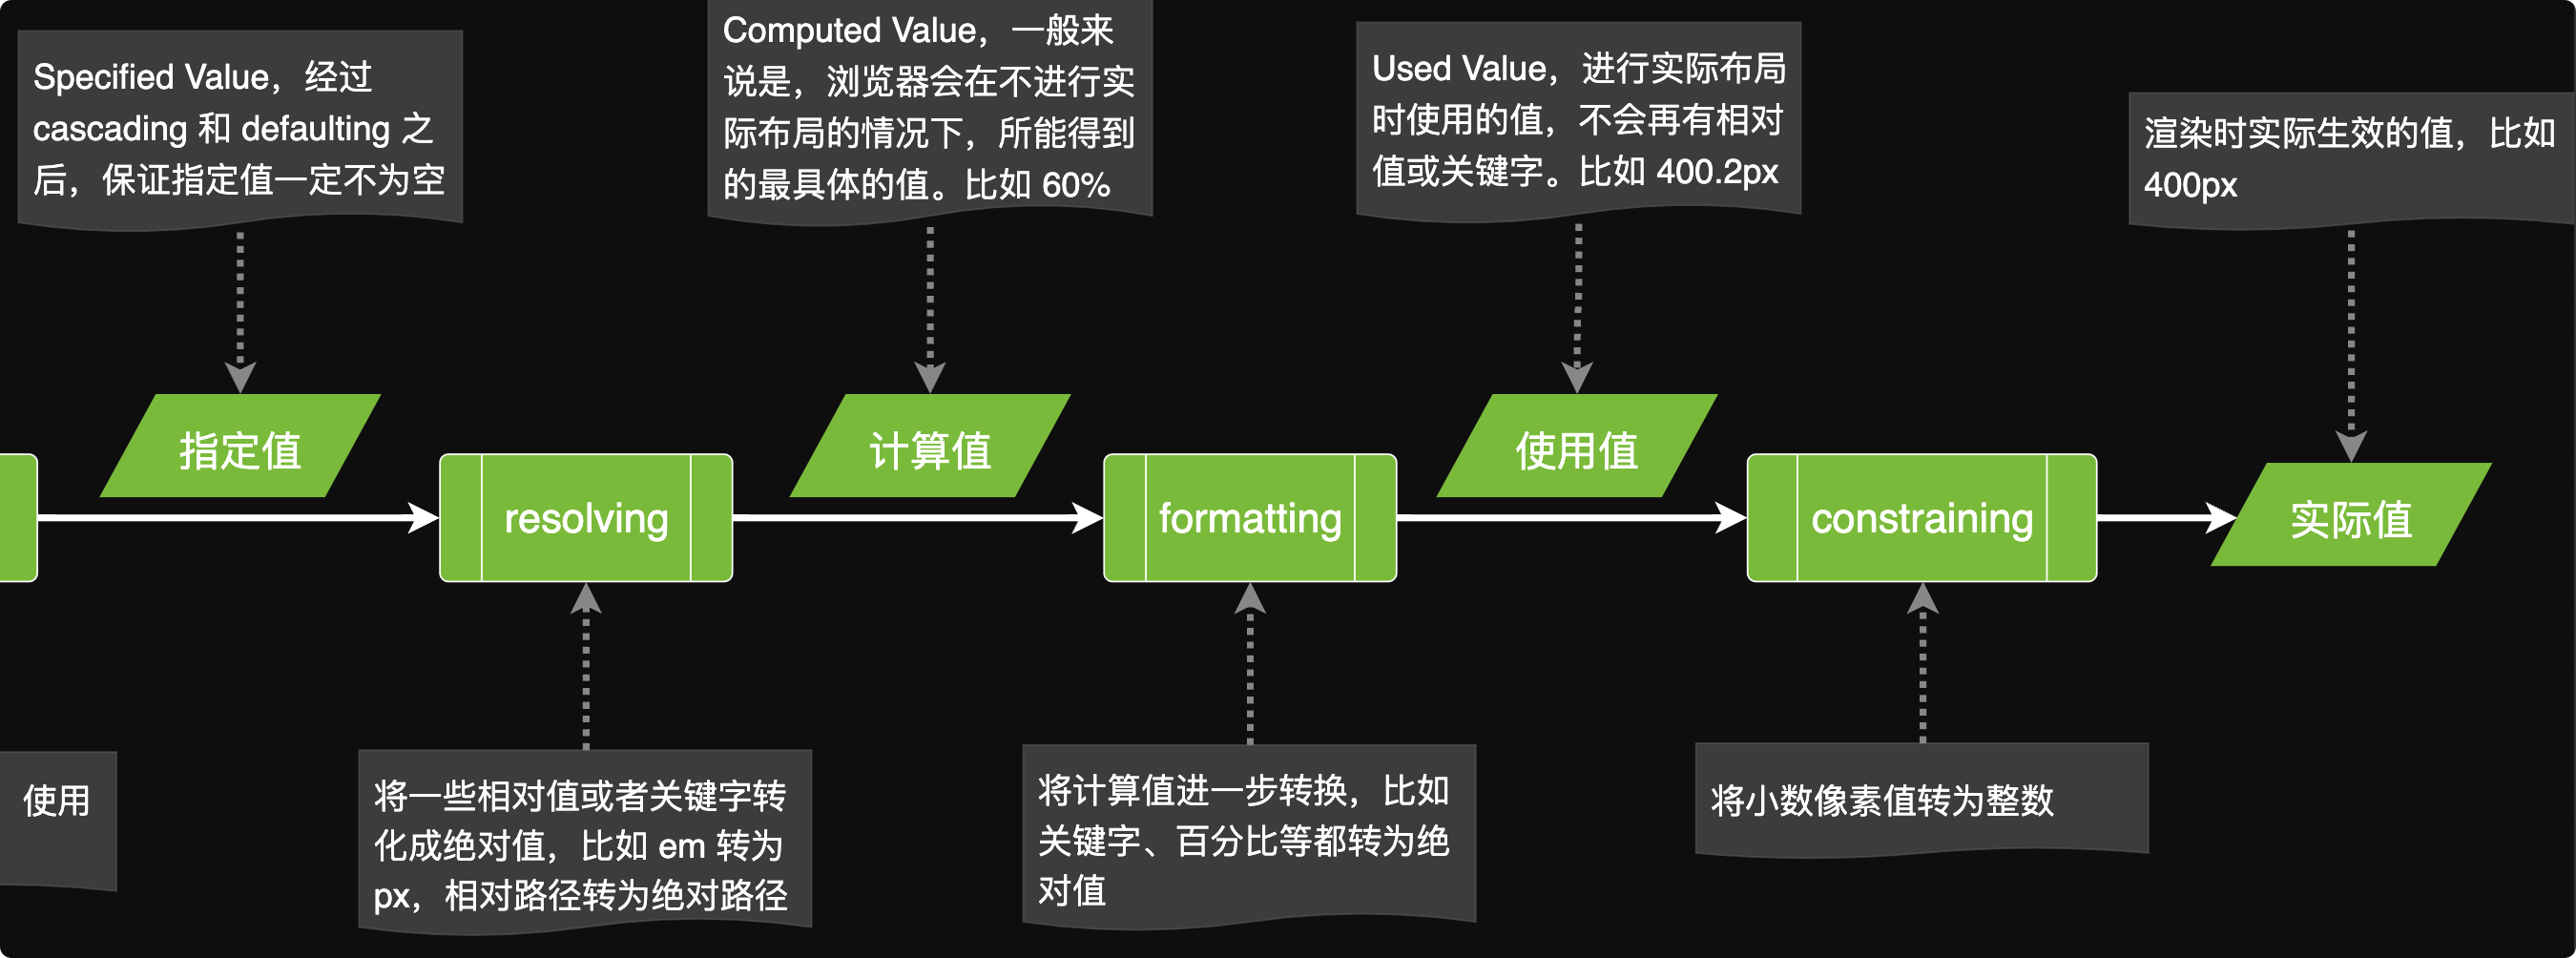 Specified Value，经过
cascading 和 defaulting 之
后，保证指定值一定不为空
Computed Value，一般来
说是，浏览器会在不进行实
际布局的情况下，所能得到
的最具体的值。比如 60%
Used Value，进行实际布局
时使用的值，不会再有相对
值或关键字。比如 400.2px
渲染时实际生效的值，比如
400px
指定值
resolving
计算值
formatting
使用值
constraining
实际值
使用
将一些相对值或者关键字转
化成绝对值，比如 em 转为
px，相对路径转为绝对路径
将计算值进一步转换，比如
关键字、百分比等都转为绝
对值
将小数像素值转为整数